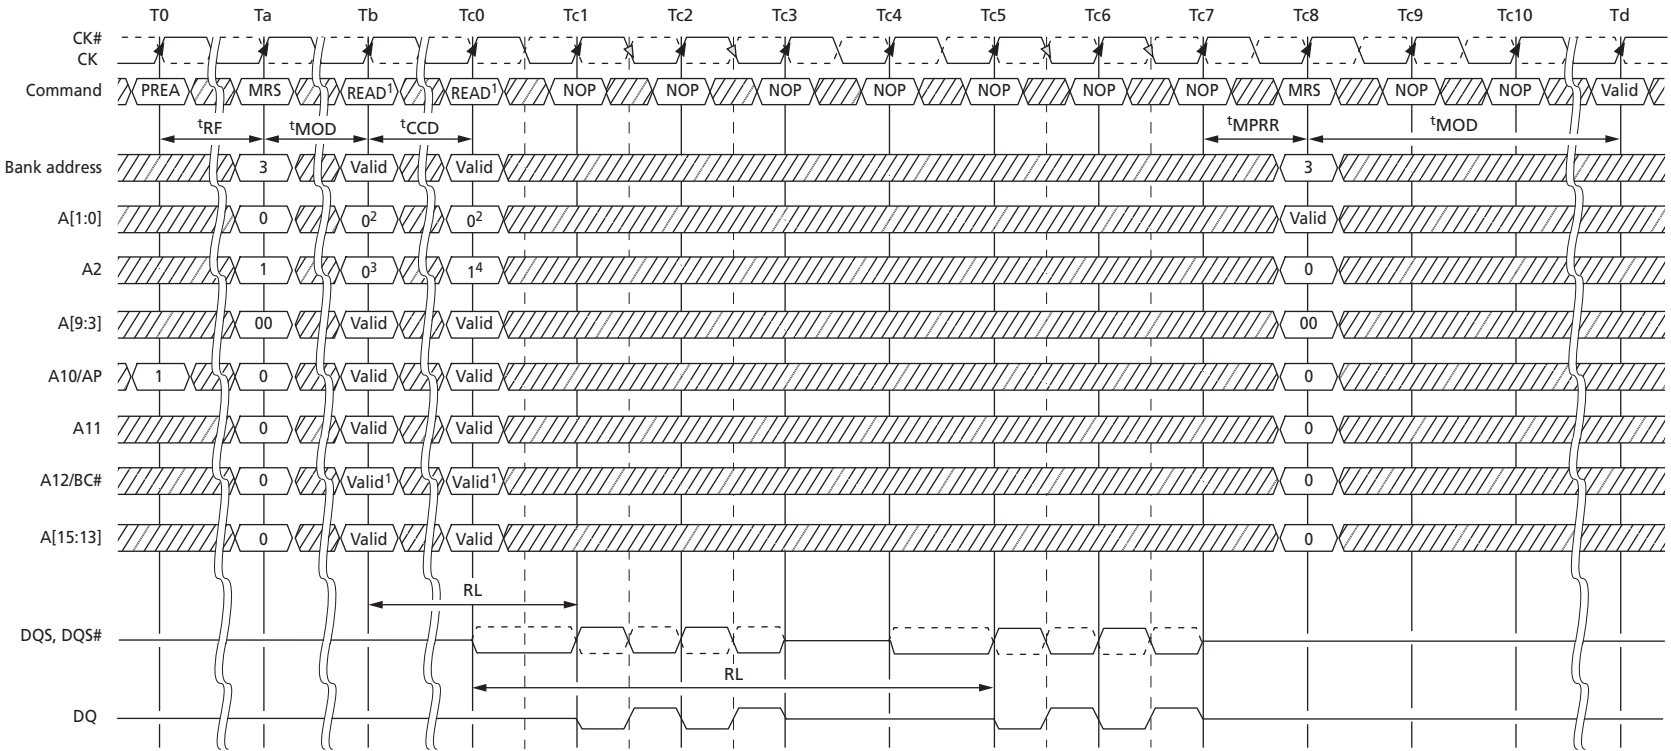 T0 Ta Tb Tc0 Tc1 Tc2 Tc3 Tc4 Tc5 Tc6 Tc7 Tc8 Tc9 Tc10 Td
CK#
CK
Command PREA MRS READ1 READ1 NOP NOP NOP NOP NOP NOP NOP MRS NOP NOP Valid
tRF tMOD tCCD tMPRR tMOD
Bank address 3 Valid Valid 3
A[1:0] 0 02 02 Valid
A2 1 03 14 0
A[9:3] 00 Valid Valid 00
A10/AP 1 0 Valid Valid 0
A11 0 Valid Valid 0
A12/BC# 0 Valid1 Valid1 0
A[15:13] 0 Valid Valid 0
RL
DQS, DQS#
RL
DQ